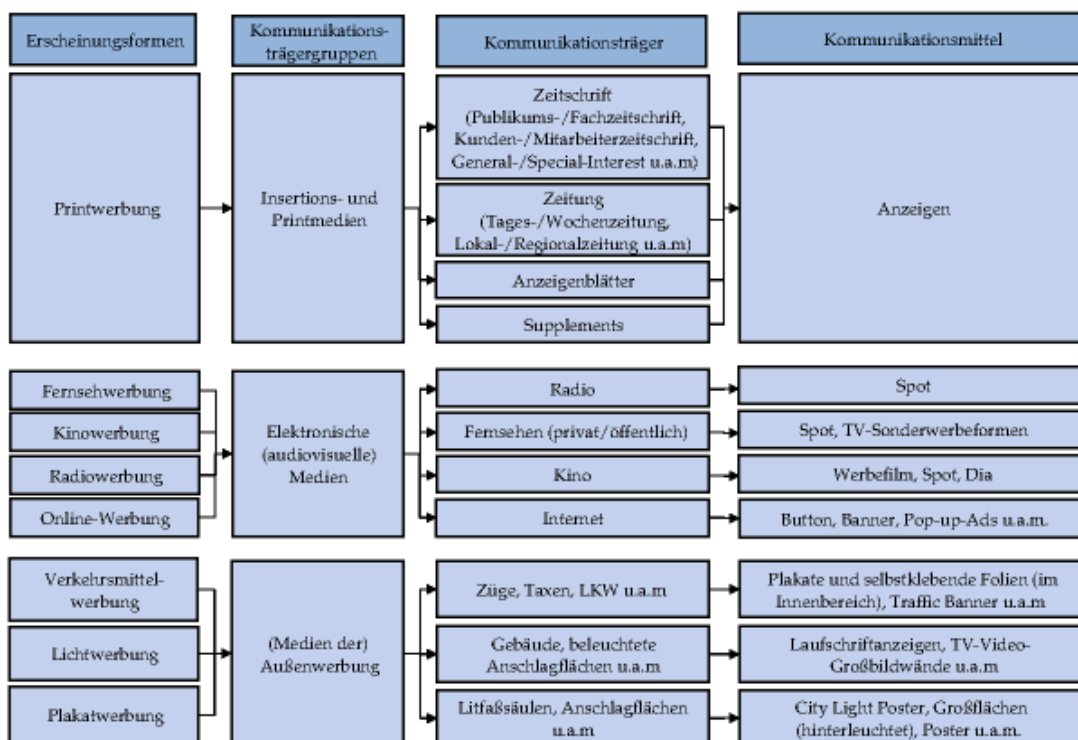 Erscheinungsformen
Kommunikations-
trägergruppen
Kommunikationsträger
Kommunikationsmittel
Printwerbung
Insertions- und
Printmedien
Zeitschrift
(Publikums-/Fachzeitschrift,
Kunden-/Mitarbeiterzeitschrift,
General-/Special-Interest u.a.m)
Zeitung
(Tages-/Wochenzeitung,
Lokal-/Regionalzeitung u.a.m)
Anzeigenblätter
Supplements
Anzeigen
Fernsehwerbung
Kinowerbung
Radiowerbung
Online-Werbung
Elektronische
(audiovisuelle)
Medien
Radio
Fernsehen (privat/öffentlich)
Kino
Internet
Spot
Spot, TV-Sonderwerbeformen
Werbefilm, Spot, Dia
Button, Banner, Pop-up-Ads u.a.m.
Verkehrsmittel-
werbung
Lichtwerbung
Plakatwerbung
(Medien der)
Außenwerbung
Züge, Taxen, LKW u.a.m
Gebäude, beleuchtete
Anschlagflächen u.a.m
Litfaßsäulen, Anschlagflächen
u.a.m
Plakate und selbstklebende Folien (im
Innenbereich), Traffic Banner u.a.m
Laufschriftanzeigen, TV-Video-
Großbildwände u.a.m
City Light Poster, Großflächen
(hinterleuchtet), Poster u.a.m.